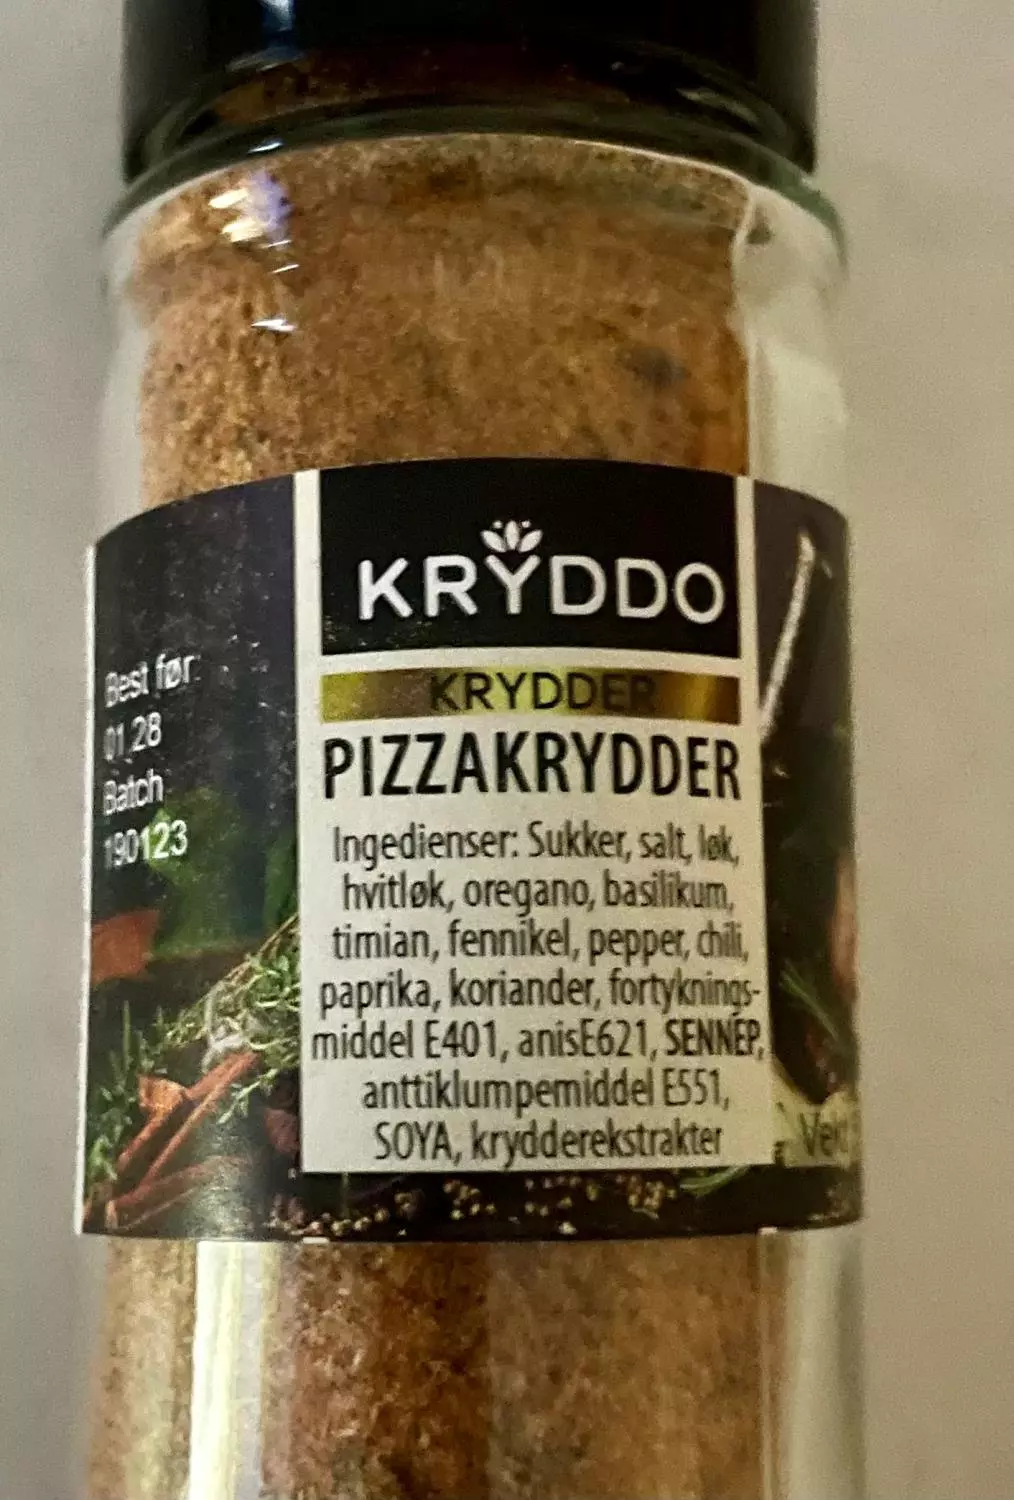 KRYDDO
KRYDDER
PIZZAKRYDDER
Ingedienser: Sukker, salt, løk,
hvitløk, oregano, basilikum,
timian, fennikel, pepper, chili,
paprika, koriander, fortyknings-
middel E401, anisE621, SENNEP,
anttiklumpemiddel E551,
SOYA, krydderekstrakter
Best før:
01.28
Batch
190123
Vekt